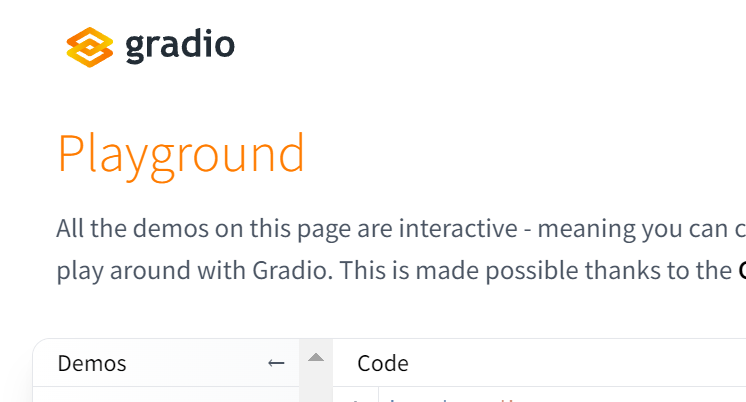 gradio
Playground
All the demos on this page are interactive - meaning you can
play around with Gradio. This is made possible thanks to the
Demos ←
Code